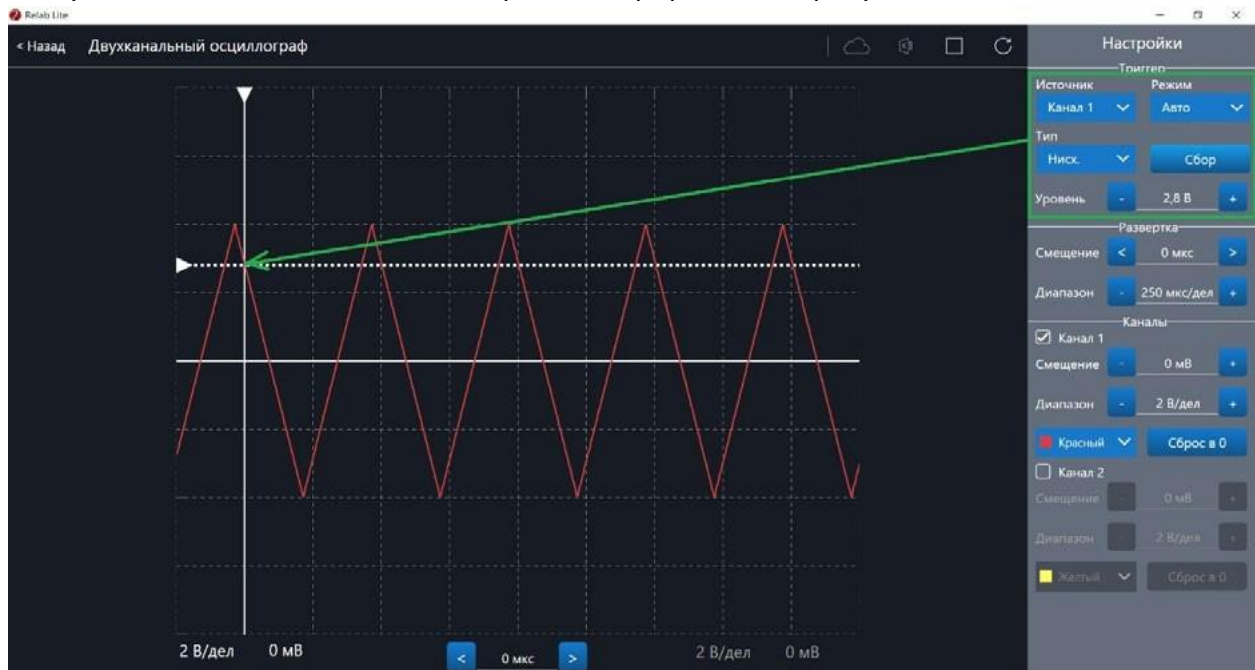 Relab Lite
< Назад Двухканальный осциллограф
Настройки
Триггер
Источник Режим
Канал 1 Авто
Тип
Нисх. Сбор
Уровень - 2,8 В +
Развертка
Смещение < 0 мкс >
Диапазон - 250 мкс/дел +
Каналы
Канал 1
Смещение - 0 мВ +
Диапазон - 2 В/дел +
Красный Сброс в 0
Канал 2
Смещение - 0 мВ +
Диапазон - 2 В/дел +
Желтый Сброс в 0
2 В/дел 0 мВ < 0 мкс > 2 В/дел 0 мВ